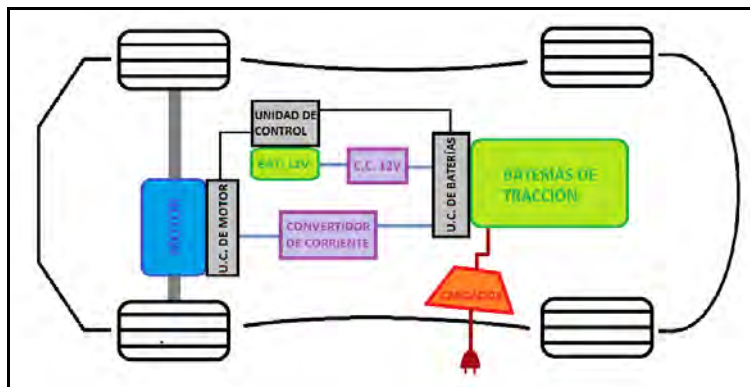 UNIDAD DE
CONTROL
BAT. 12V
C.C. 12V
U.C. DE BATERÍAS
BATERÍAS DE
TRACCIÓN
U.C. DE MOTOR
CONVERTIDOR
DE CORRIENTE
CARGADOR